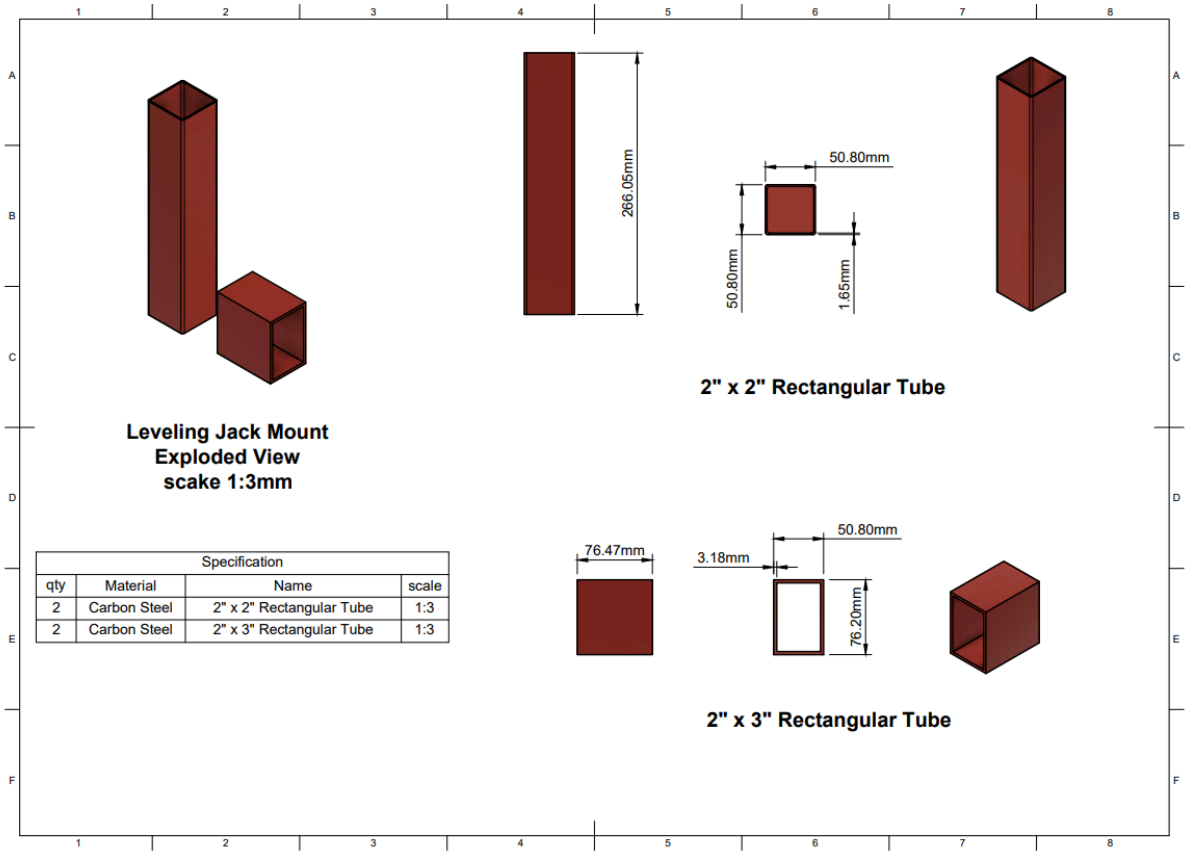 1 2 3 4 5 6 7 8
A A
266.05mm
50.80mm
50.80mm
1.65mm
B B
C C
2" x 2" Rectangular Tube
Leveling Jack Mount
Exploded View
scake 1:3mm
D D
Specification
qty Material Name scale
2 Carbon Steel 2" x 2" Rectangular Tube 1:3
2 Carbon Steel 2" x 3" Rectangular Tube 1:3
76.47mm
3.18mm
50.80mm
76.20mm
E E
2" x 3" Rectangular Tube
F F
1 2 3 4 5 6 7 8